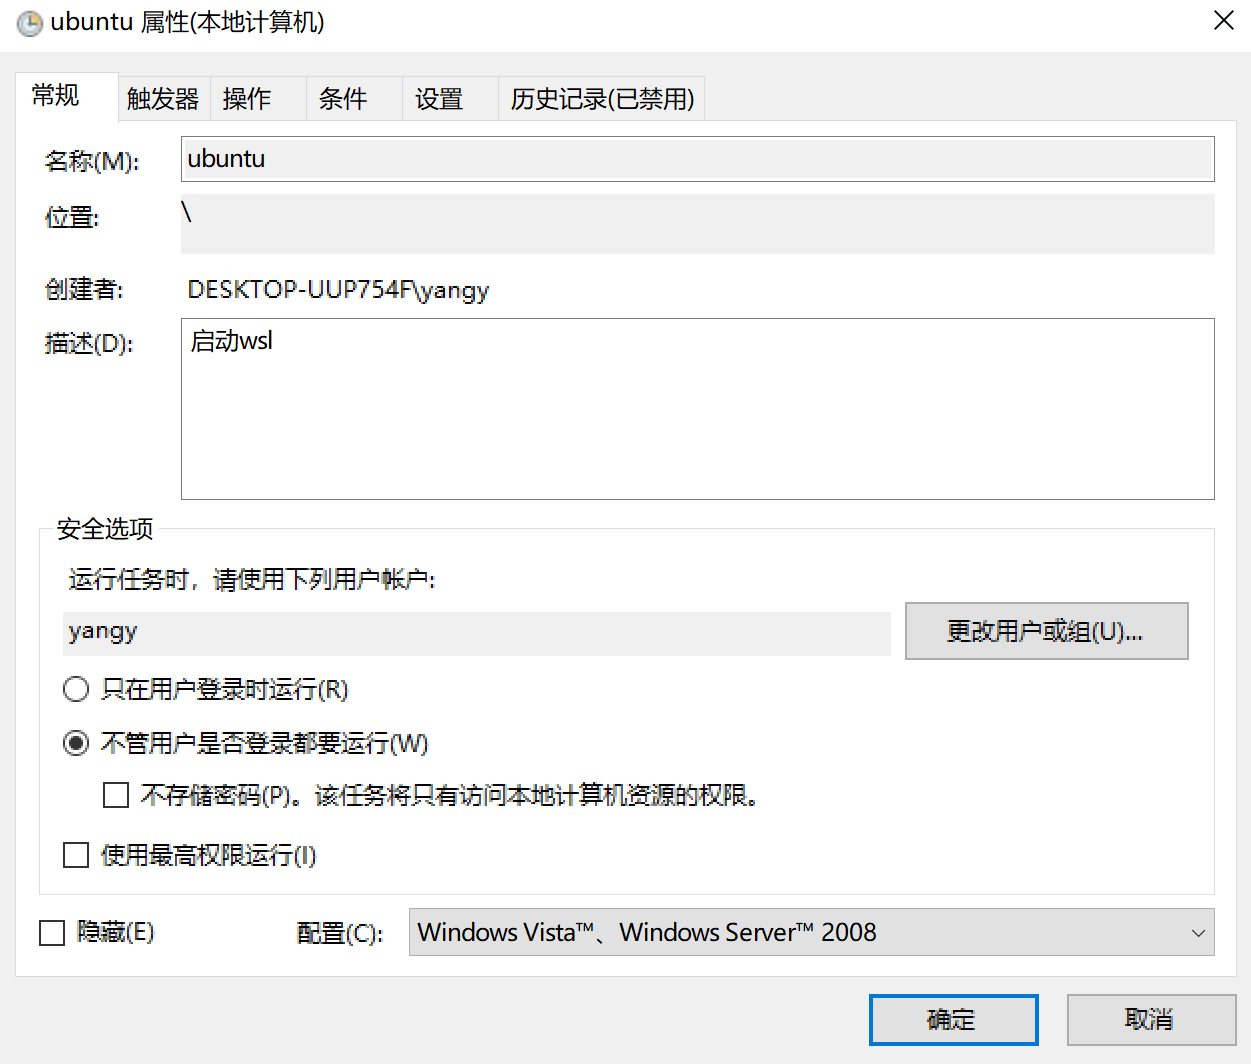 ubuntu 属性(本地计算机)
常规 触发器 操作 条件 设置 历史记录(已禁用)
名称(M): ubuntu
位置: \
创建者: DESKTOP-UUP754F\yangy
描述(D): 启动wsl
安全选项
运行任务时，请使用下列用户帐户:
yangy 更改用户或组(U)...
只在用户登录时运行(R)
不管用户是否登录都要运行(W)
不存储密码(P)。该任务将只有访问本地计算机资源的权限。
使用最高权限运行(I)
隐藏(E) 配置(C): Windows Vista™、Windows Server™ 2008
确定 取消